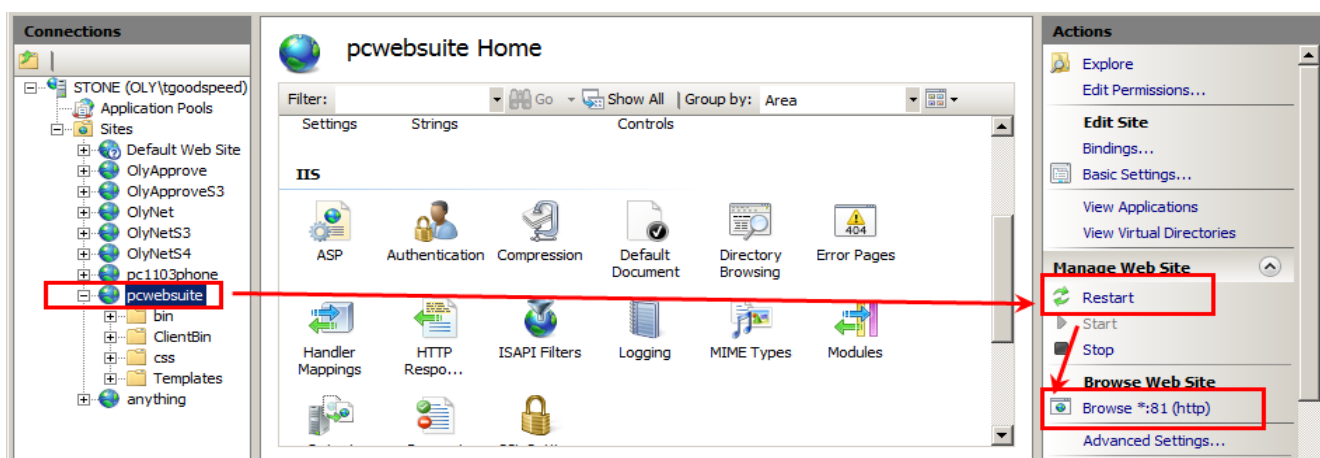 Connections
STONE (OLY\tgoodspeed)
Application Pools
Sites
Default Web Site
OlyApprove
OlyApproveS3
OlyNet
OlyNetS3
OlyNetS4
pc1103phone
pcwebsuite
bin
ClientBin
css
Templates
anything
pcwebsuite Home
Filter: Go Show All Group by: Area
Settings Strings Controls
IIS
ASP Authentication Compression Default Document Directory Browsing Error Pages
404
Handler Mappings HTTP Respo... ISAPI Filters Logging MIME Types Modules
Actions
Explore
Edit Permissions...
Edit Site
Bindings...
Basic Settings...
View Applications
View Virtual Directories
Manage Web Site
Restart
Start
Stop
Browse Web Site
Browse *:81 (http)
Advanced Settings...